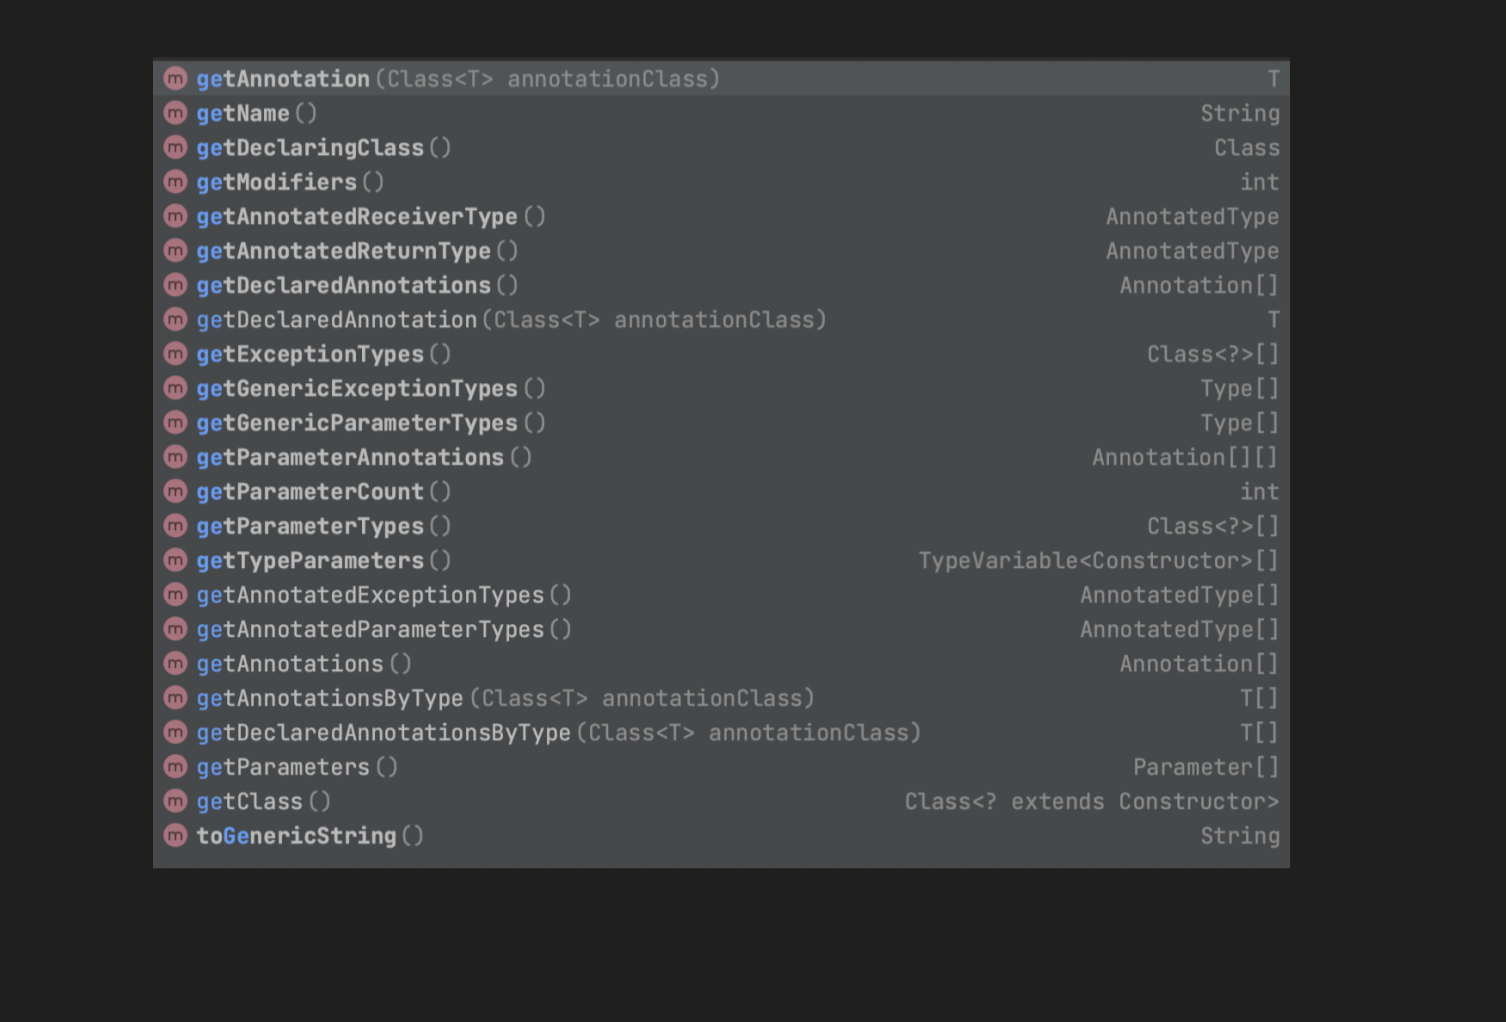 m getAnnotation(Class<T> annotationClass) T
m getName() String
m getDeclaringClass() Class
m getModifiers() int
m getAnnotatedReceiverType() AnnotatedType
m getAnnotatedReturnType() AnnotatedType
m getDeclaredAnnotations() Annotation[]
m getDeclaredAnnotation(Class<T> annotationClass) T
m getExceptionTypes() Class<?>[]
m getGenericExceptionTypes() Type[]
m getGenericParameterTypes() Type[]
m getParameterAnnotations() Annotation[][]
m getParameterCount() int
m getParameterTypes() Class<?>[]
m getTypeParameters() TypeVariable<Constructor>[]
m getAnnotatedExceptionTypes() AnnotatedType[]
m getAnnotatedParameterTypes() AnnotatedType[]
m getAnnotations() Annotation[]
m getAnnotationsByType(Class<T> annotationClass) T[]
m getDeclaredAnnotationsByType(Class<T> annotationClass) T[]
m getParameters() Parameter[]
m getClass() Class<? extends Constructor>
m toGenericString() String